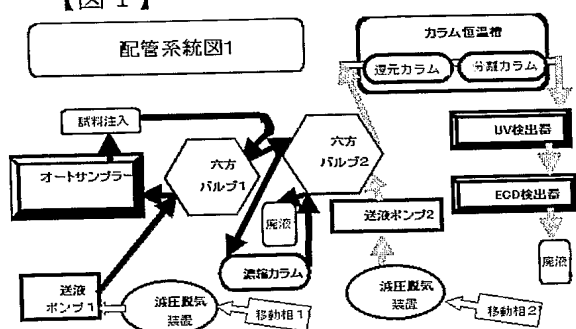 【図1】
配管系統図1
カラム恒温槽
還元カラム
分離カラム
試料注入
六方
バルブ1
六方
バルブ2
UV検出器
オートサンプラー
ECD検出器
廃液
送液ポンプ2
廃液
濃縮カラム
送液
ポンプ1
減圧脱気
装置
移動相1
減圧脱気
装置
移動相2